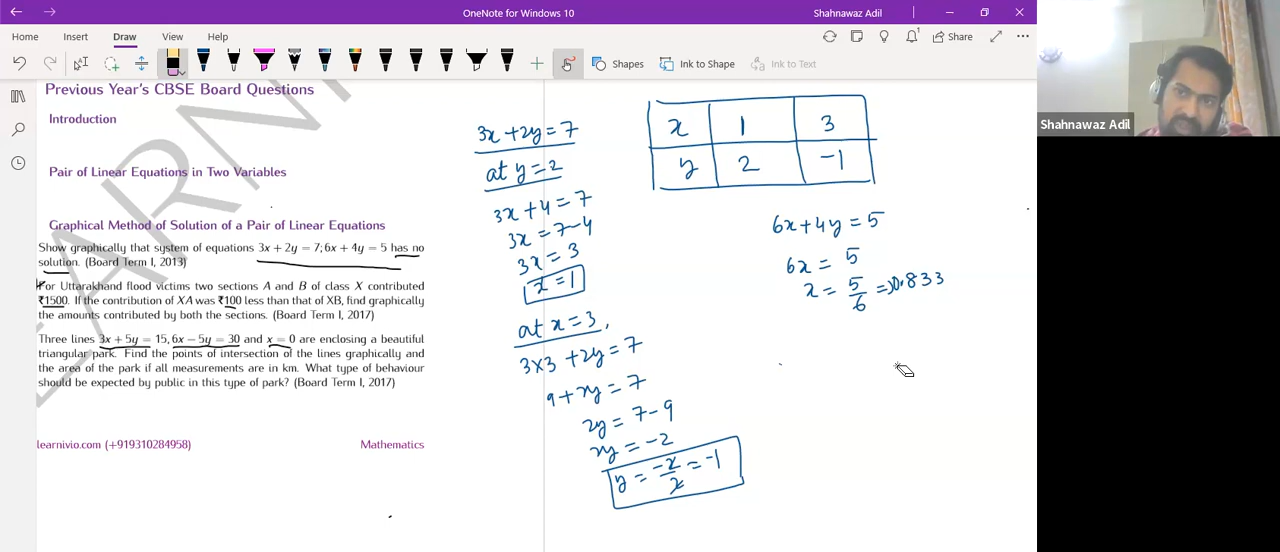 OneNote for Windows 10
Shahnawaz Adil
Home Insert Draw View Help
Share
Shapes
Ink to Shape
Ink to Text
Shahnawaz Adil
Previous Year's CBSE Board Questions
Introduction
Pair of Linear Equations in Two Variables
Graphical Method of Solution of a Pair of Linear Equations
Show graphically that system of equations 3x + 2y = 7; 6x + 4y = 5 has no
solution. (Board Term I, 2013)
For Uttarakhand flood victims two sections A and B of class X contributed
₹1500. If the contribution of XA was ₹100 less than that of XB, find graphically
the amounts contributed by both the sections. (Board Term I, 2017)
Three lines 3x + 5y = 15, 6x − 5y = 30 and x = 0 are enclosing a beautiful
triangular park. Find the points of intersection of the lines graphically and
the area of the park if all measurements are in km. What type of behaviour
should be expected by public in this type of park? (Board Term I, 2017)
learnivio.com (+919310284958)
Mathematics
3x + 2y = 7
at y = 2
3x + 4 = 7
3x = 7 - 4
3x = 3
x = 1
at x = 3,
3×3 + 2y = 7
9 + 2y = 7
2y = 7 - 9
2y = -2
y = -2/2 = -1
x 1 3
y 2 -1
6x + 4y = 5
6x = 5
x = 5/6 = 0.833